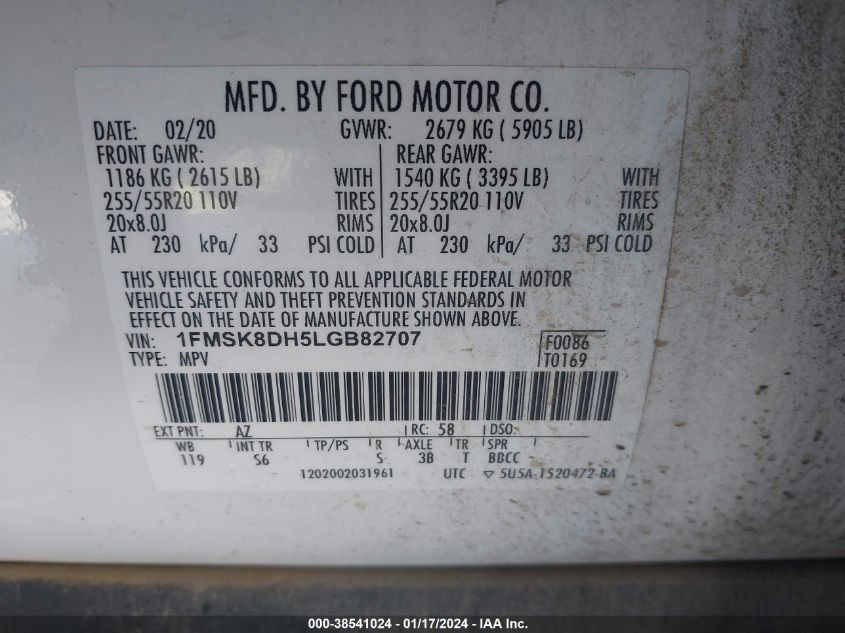 MFD. BY FORD MOTOR CO.
DATE: 02/20 GVWR: 2679 KG ( 5905 LB)
FRONT GAWR: REAR GAWR:
1186 KG ( 2615 LB) WITH 1540 KG ( 3395 LB) WITH
255/55R20 110V TIRES 255/55R20 110V TIRES
20x8.0J RIMS 20x8.0J RIMS
AT 230 kPa/ 33 PSI COLD AT 230 kPa/ 33 PSI COLD
THIS VEHICLE CONFORMS TO ALL APPLICABLE FEDERAL MOTOR
VEHICLE SAFETY AND THEFT PREVENTION STANDARDS IN
EFFECT ON THE DATE OF MANUFACTURE SHOWN ABOVE.
VIN: 1FMSK8DH5LGB82707 F0086
TYPE: MPV T0169
EXT PNT: AZ RC: 58 DSO:
WB INT TR TP/PS R AXLE TR SPR
119 S6 S 3B T BBCC
1202002031961 UTC ▽ 5U5A-1520472-BA
000-38541024 - 01/17/2024 - IAA Inc.